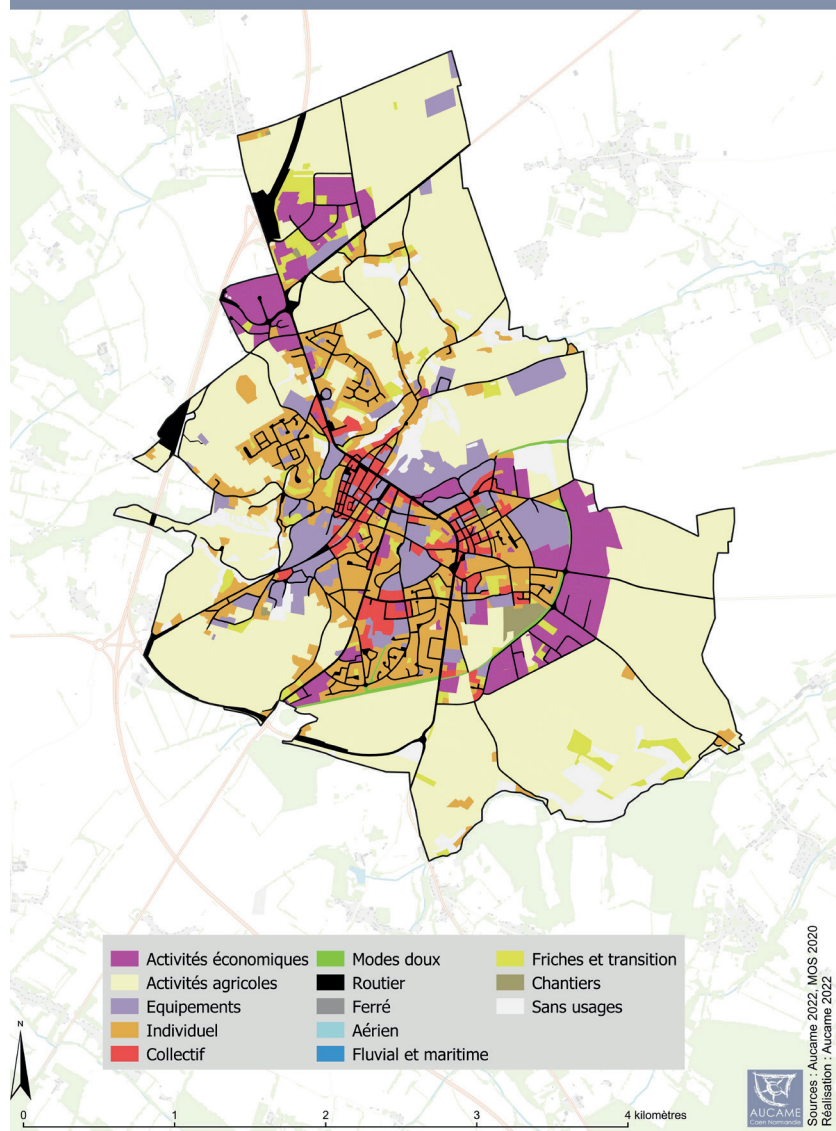 Activités économiques
Activités agricoles
Equipements
Individuel
Collectif
Modes doux
Routier
Ferré
Aérien
Fluvial et maritime
Friches et transition
Chantiers
Sans usages
N
0 1 2 3 4 kilomètres
AUCAME
Caen Normandie
Sources : Aucame 2022, MOS 2020
Réalisation : Aucame 2022